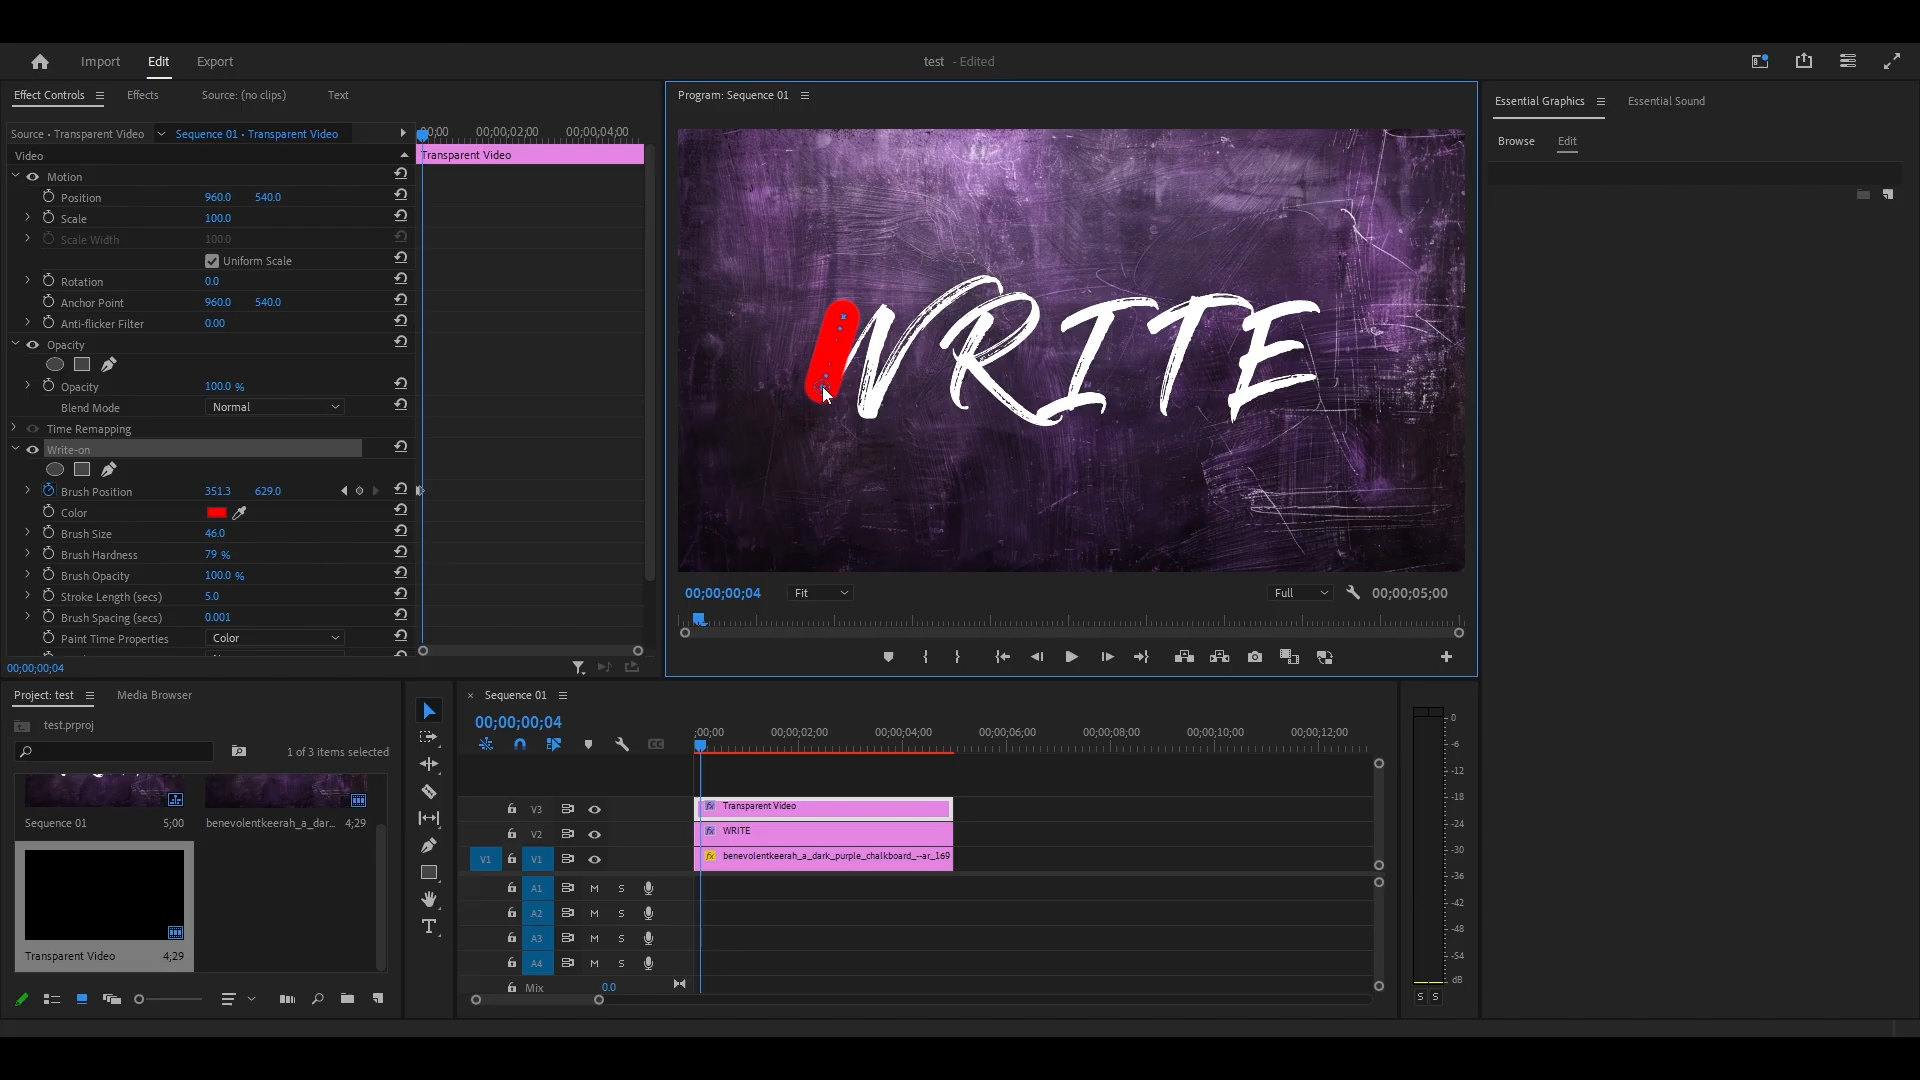 Import Edit Export
test - Edited
Effect Controls Effects Source: (no clips) Text
Source • Transparent Video Sequence 01 • Transparent Video
00;00 00;00;02;00 00;00;04;00
Video
Transparent Video
Motion
Position 960.0 540.0
Scale 100.0
Scale Width 100.0
Uniform Scale
Rotation 0.0
Anchor Point 960.0 540.0
Anti-flicker Filter 0.00
Opacity
Opacity 100.0 %
Blend Mode Normal
Time Remapping
Write-on
Brush Position 351.3 629.0
Color
Brush Size 46.0
Brush Hardness 79 %
Brush Opacity 100.0 %
Stroke Length (secs) 5.0
Brush Spacing (secs) 0.001
Paint Time Properties Color
00;00;00;04
Program: Sequence 01
WRITE
00;00;00;04 Fit Full 00;00;05;00
Essential Graphics Essential Sound
Browse Edit
Project: test Media Browser
test.prproj
1 of 3 items selected
Sequence 01 5;00
benevolentkeerah_a_dar... 4;29
Transparent Video 4;29
Sequence 01
00;00;00;04
;00;00 00;00;02;00 00;00;04;00 00;00;06;00 00;00;08;00 00;00;10;00 00;00;12;00
V3 fx Transparent Video
V2 fx WRITE
V1 V1 fx benevolentkeerah_a_dark_purple_chalkboard_--ar_169
A1 M S
A2 M S
A3 M S
A4 M S
Mix 0.0
0
-6
-12
-18
-24
-30
-36
-42
-48
-54
dB
S S